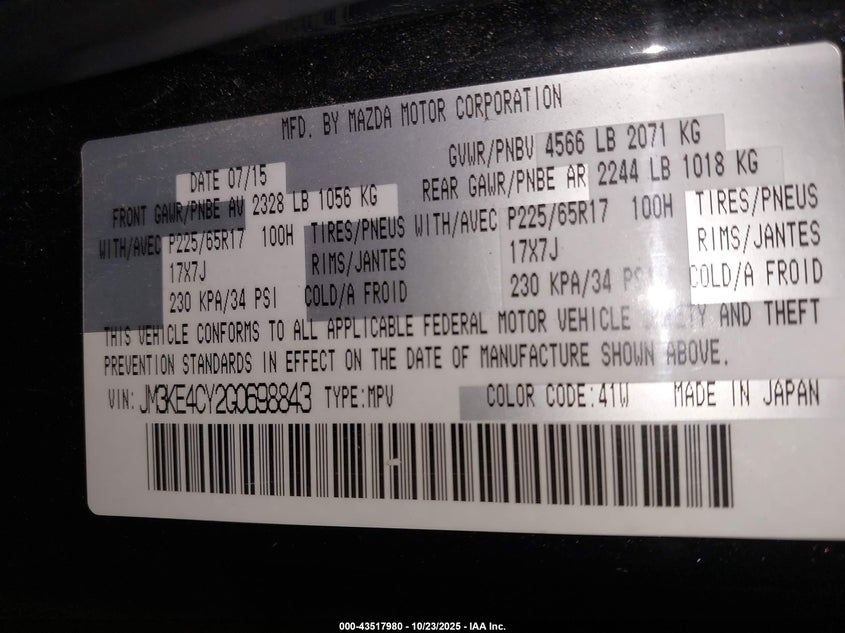 MFD. BY MAZDA MOTOR CORPORATION
DATE 07/15 GVWR/PNBV 4566 LB 2071 KG
FRONT GAWR/PNBE AV 2328 LB 1056 KG REAR GAWR/PNBE AR 2244 LB 1018 KG
WITH/AVEC P225/65R17 100H TIRES/PNEUS WITH/AVEC P225/65R17 100H TIRES/PNEUS
17X7J RIMS/JANTES 17X7J RIMS/JANTES
230 KPA/34 PSI COLD/A FROID 230 KPA/34 PSI COLD/A FROID
THIS VEHICLE CONFORMS TO ALL APPLICABLE FEDERAL MOTOR VEHICLE SAFETY AND THEFT
PREVENTION STANDARDS IN EFFECT ON THE DATE OF MANUFACTURE SHOWN ABOVE.
VIN: JM3KE4CY2G0698843 TYPE:MPV COLOR CODE:41W MADE IN JAPAN
000-43517980 - 10/23/2025 - IAA Inc.